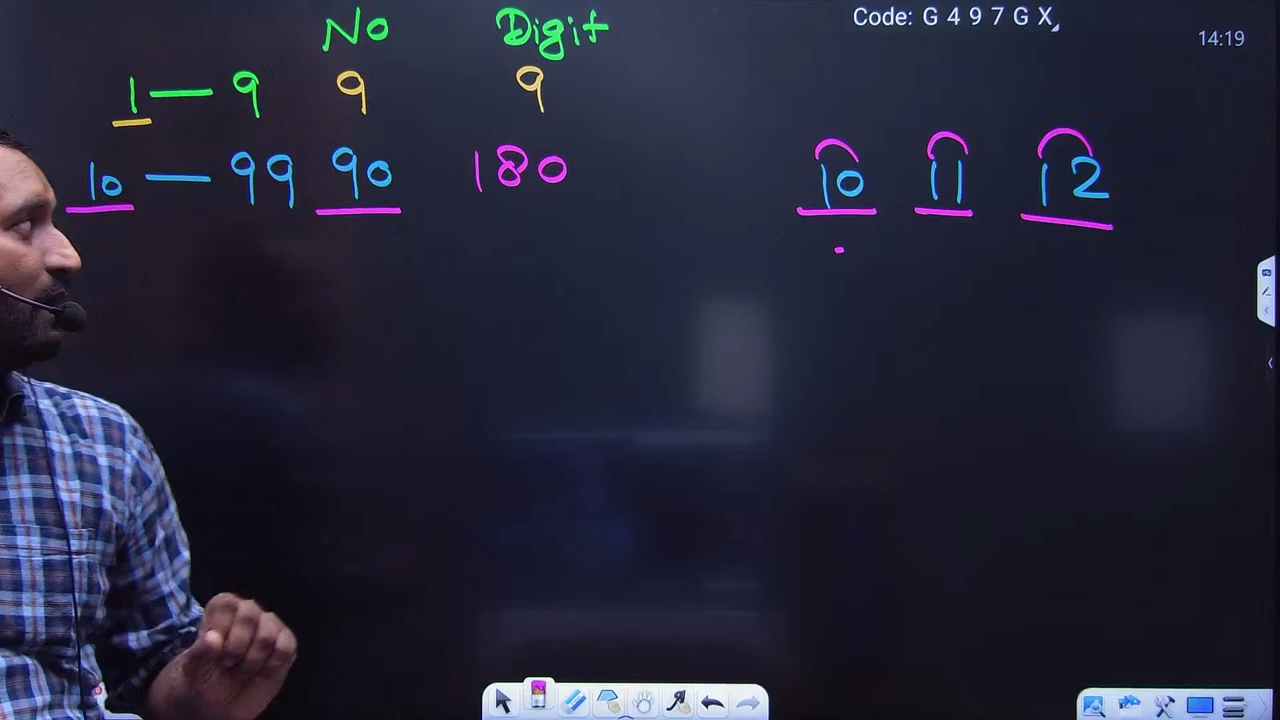 No Digit
Code: G 4 9 7 G X
14:19
1 — 9 9 9
10 — 99 90 180
10 11 12